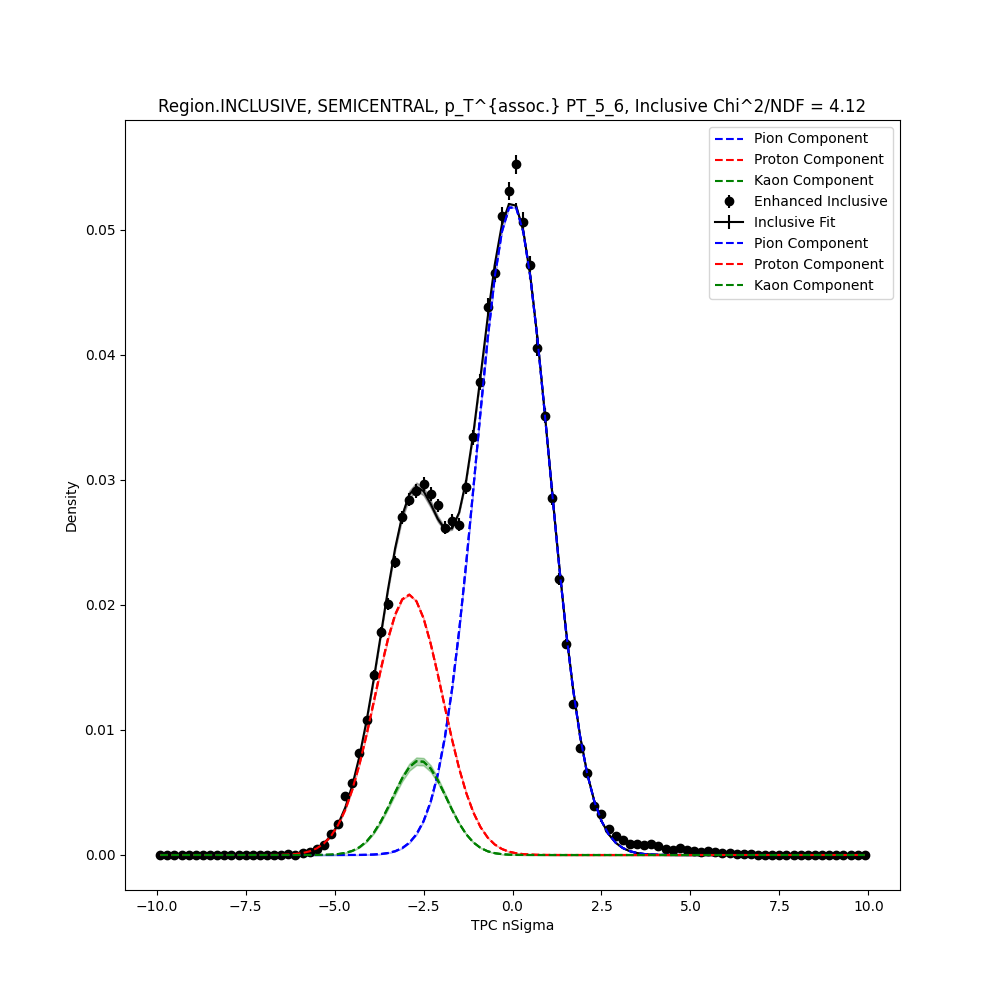 Region.INCLUSIVE, SEMICENTRAL, p_T^{assoc.} PT_5_6, Inclusive Chi^2/NDF = 4.12
Pion Component
Proton Component
Kaon Component
Enhanced Inclusive
Inclusive Fit
Pion Component
Proton Component
Kaon Component
0.05
0.04
0.03
0.02
0.01
0.00
Density
−10.0 −7.5 −5.0 −2.5 0.0 2.5 5.0 7.5 10.0
TPC nSigma